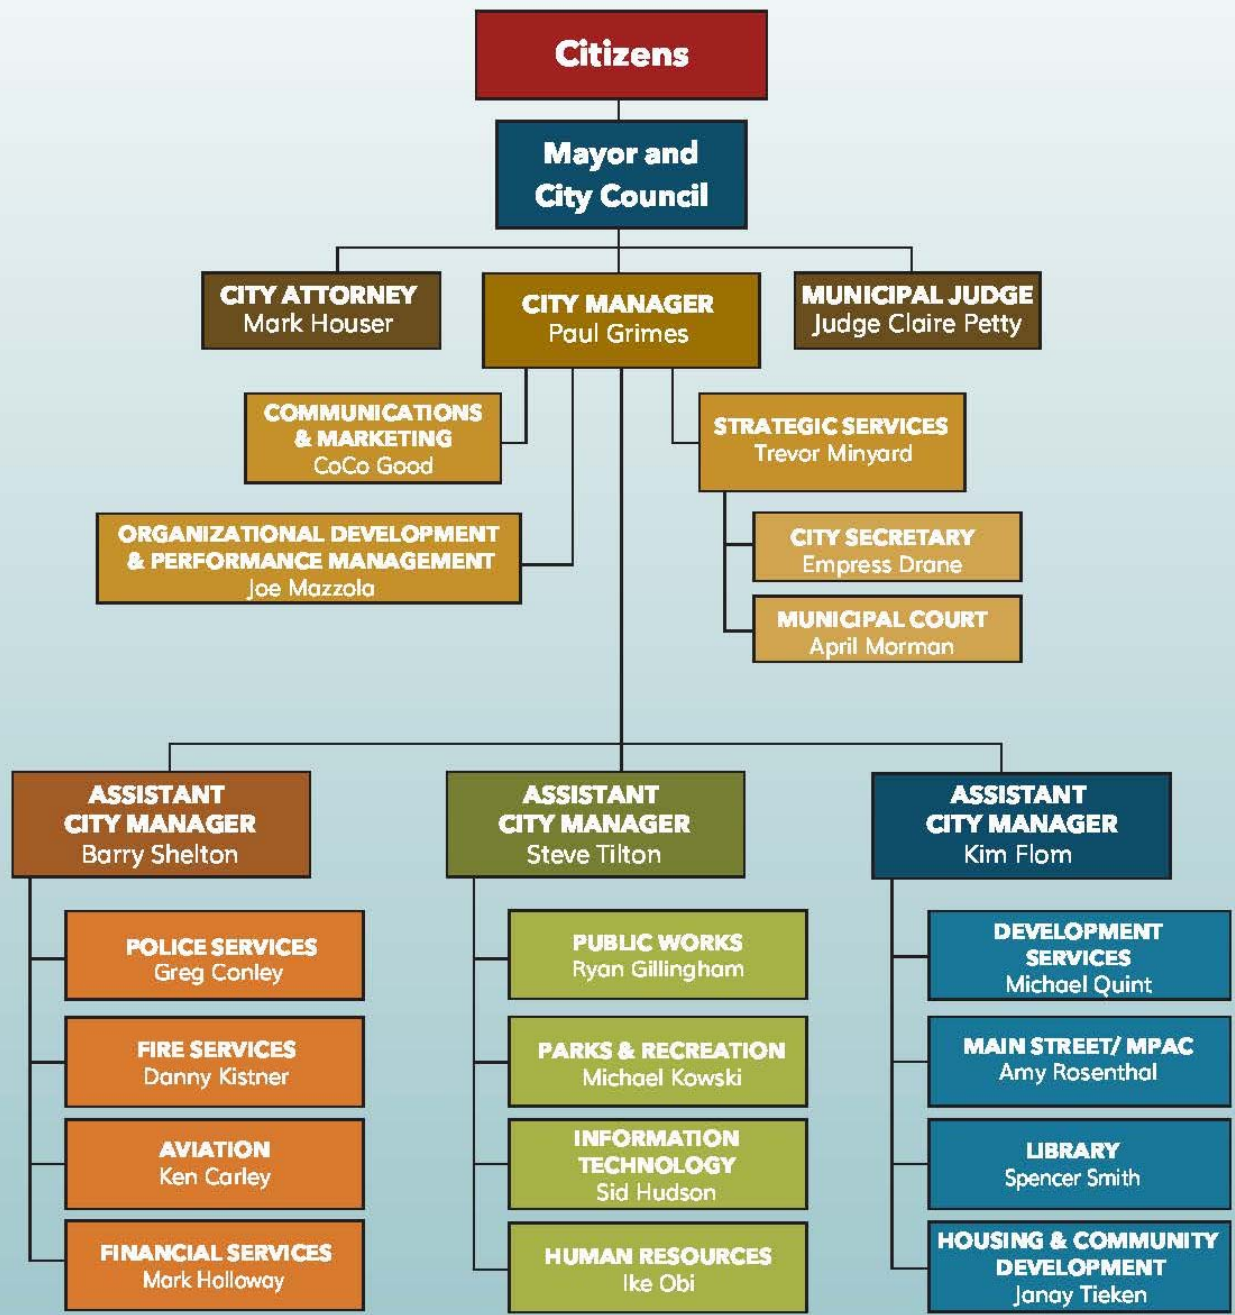 Citizens
Mayor and
City Council
CITY ATTORNEY
Mark Houser
CITY MANAGER
Paul Grimes
MUNICIPAL JUDGE
Judge Claire Petty
COMMUNICATIONS
& MARKETING
CoCo Good
STRATEGIC SERVICES
Trevor Minyard
ORGANIZATIONAL DEVELOPMENT
& PERFORMANCE MANAGEMENT
Joe Mazzola
CITY SECRETARY
Empress Drane
MUNICIPAL COURT
April Morman
ASSISTANT
CITY MANAGER
Barry Shelton
POLICE SERVICES
Greg Conley
FIRE SERVICES
Danny Kistner
AVIATION
Ken Carley
FINANCIAL SERVICES
Mark Holloway
ASSISTANT
CITY MANAGER
Steve Tilton
PUBLIC WORKS
Ryan Gillingham
PARKS & RECREATION
Michael Kowski
INFORMATION
TECHNOLOGY
Sid Hudson
HUMAN RESOURCES
Ike Obi
ASSISTANT
CITY MANAGER
Kim Flom
DEVELOPMENT
SERVICES
Michael Quint
MAIN STREET/ MPAC
Amy Rosenthal
LIBRARY
Spencer Smith
HOUSING & COMMUNITY
DEVELOPMENT
Janay Tieken